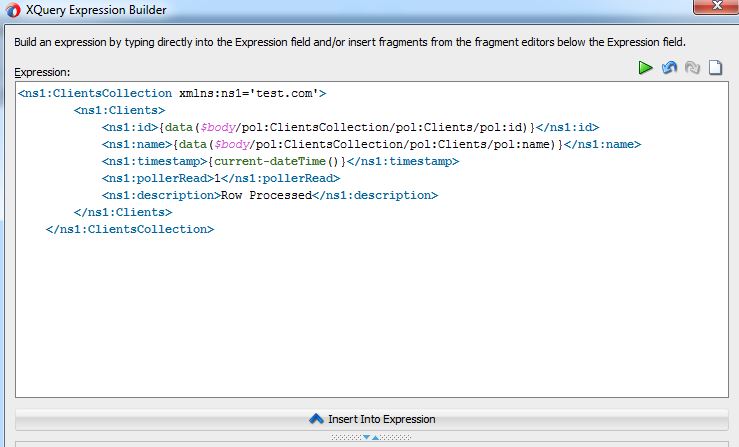 XQuery Expression Builder
Build an expression by typing directly into the Expression field and/or insert fragments from the fragment editors below the Expression field.
Expression:
<ns1:ClientsCollection xmlns:ns1='test.com'>
<ns1:Clients>
<ns1:id>{data($body/pol:ClientsCollection/pol:Clients/pol:id)}</ns1:id>
<ns1:name>{data($body/pol:ClientsCollection/pol:Clients/pol:name)}</ns1:name>
<ns1:timestamp>{current-dateTime()}</ns1:timestamp>
<ns1:pollerRead>1</ns1:pollerRead>
<ns1:description>Row Processed</ns1:description>
</ns1:Clients>
</ns1:ClientsCollection>
Insert Into Expression